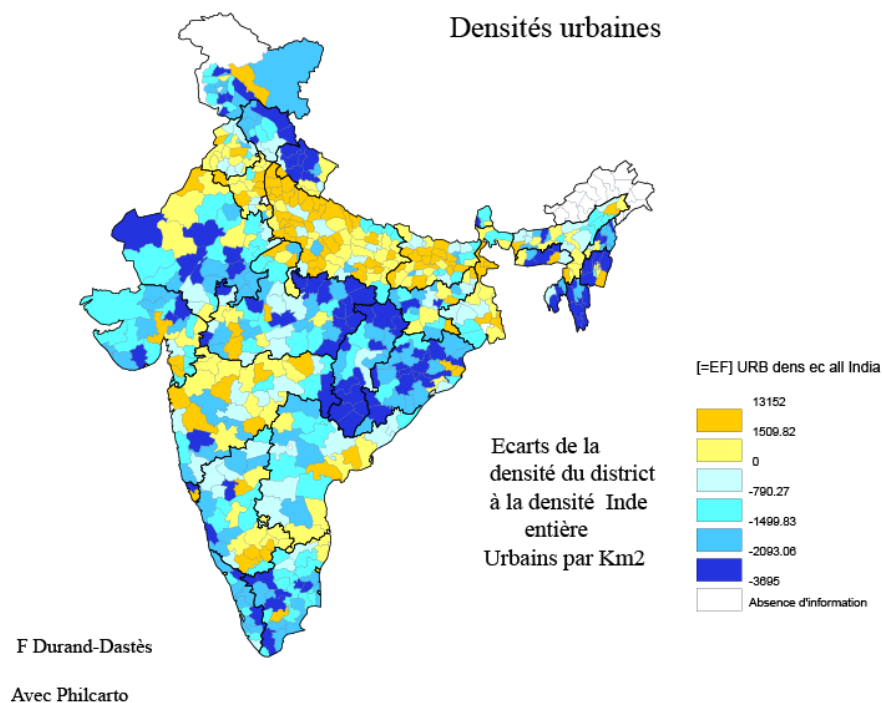 Densités urbaines
[=EF] URB dens ec all India
13152
1509.82
0
-790.27
-1499.83
-2093.06
-3695
Absence d'information
Ecarts de la
densité du district
à la densité Inde
entière
Urbains par Km2
F Durand-Dastès
Avec Philcarto